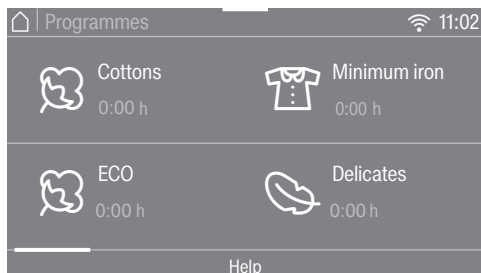 Programmes 11:02
Cottons
0:00 h
Minimum iron
0:00 h
ECO
0:00 h
Delicates
0:00 h
Help